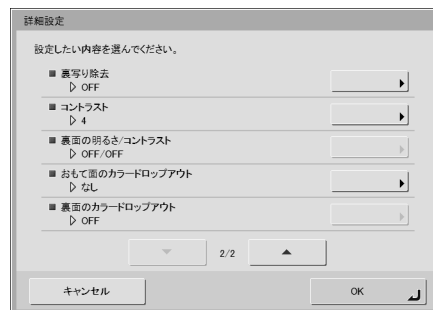 詳細設定
設定したい内容を選んでください。
■ 裏写り除去
▷ OFF
■ コントラスト
▷ 4
■ 裏面の明るさ/コントラスト
▷ OFF/OFF
■ おもて面のカラードロップアウト
▷ なし
■ 裏面のカラードロップアウト
▷ OFF
2/2
キャンセル
OK